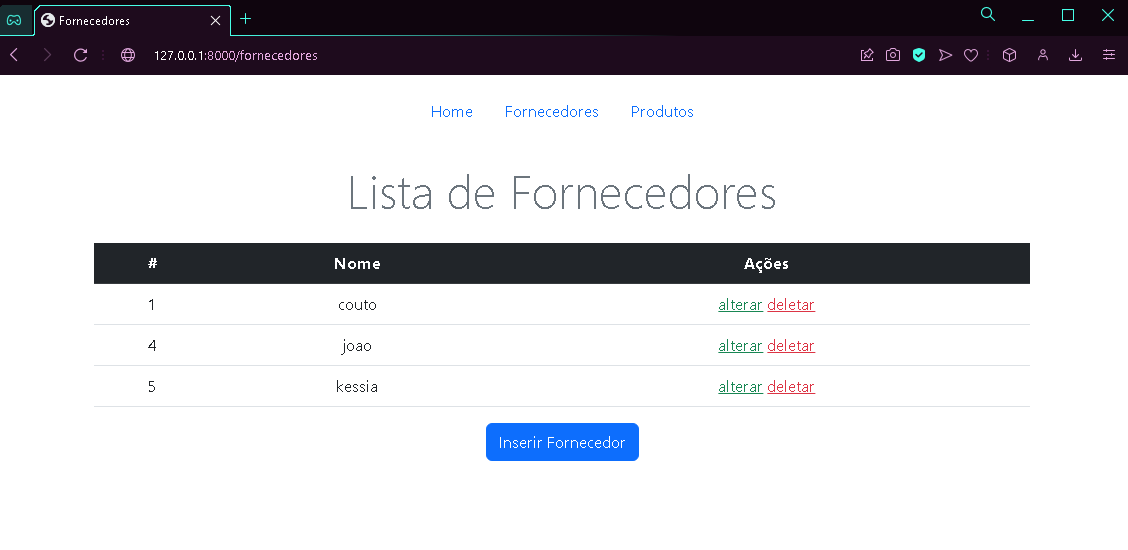 Fornecedores
127.0.0.1:8000/fornecedores
Home Fornecedores Produtos
Lista de Fornecedores
# Nome Ações
1 couto alterar deletar
4 joao alterar deletar
5 kessia alterar deletar
Inserir Fornecedor